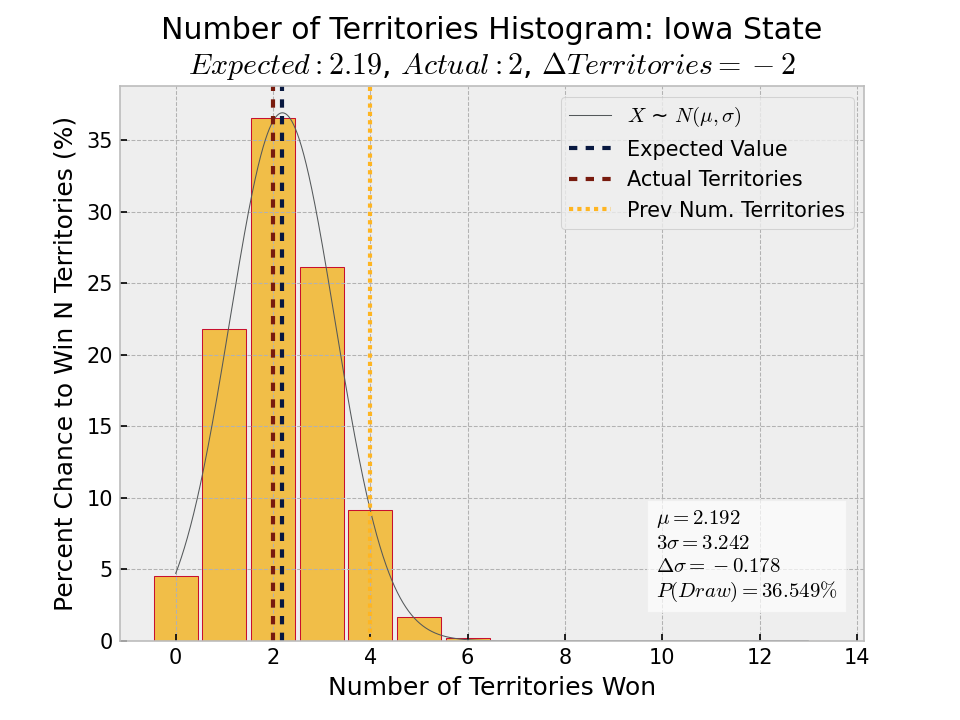 Number of Territories Histogram: Iowa State
Expected : 2.19, Actual : 2, ΔTerritories = −2
Percent Chance to Win N Territories (%)
35
30
25
20
15
10
5
0
X ∼ N(μ, σ)
Expected Value
Actual Territories
Prev Num. Territories
μ = 2.192
3σ = 3.242
Δσ = −0.178
P(Draw) = 36.549%
0 2 4 6 8 10 12 14
Number of Territories Won